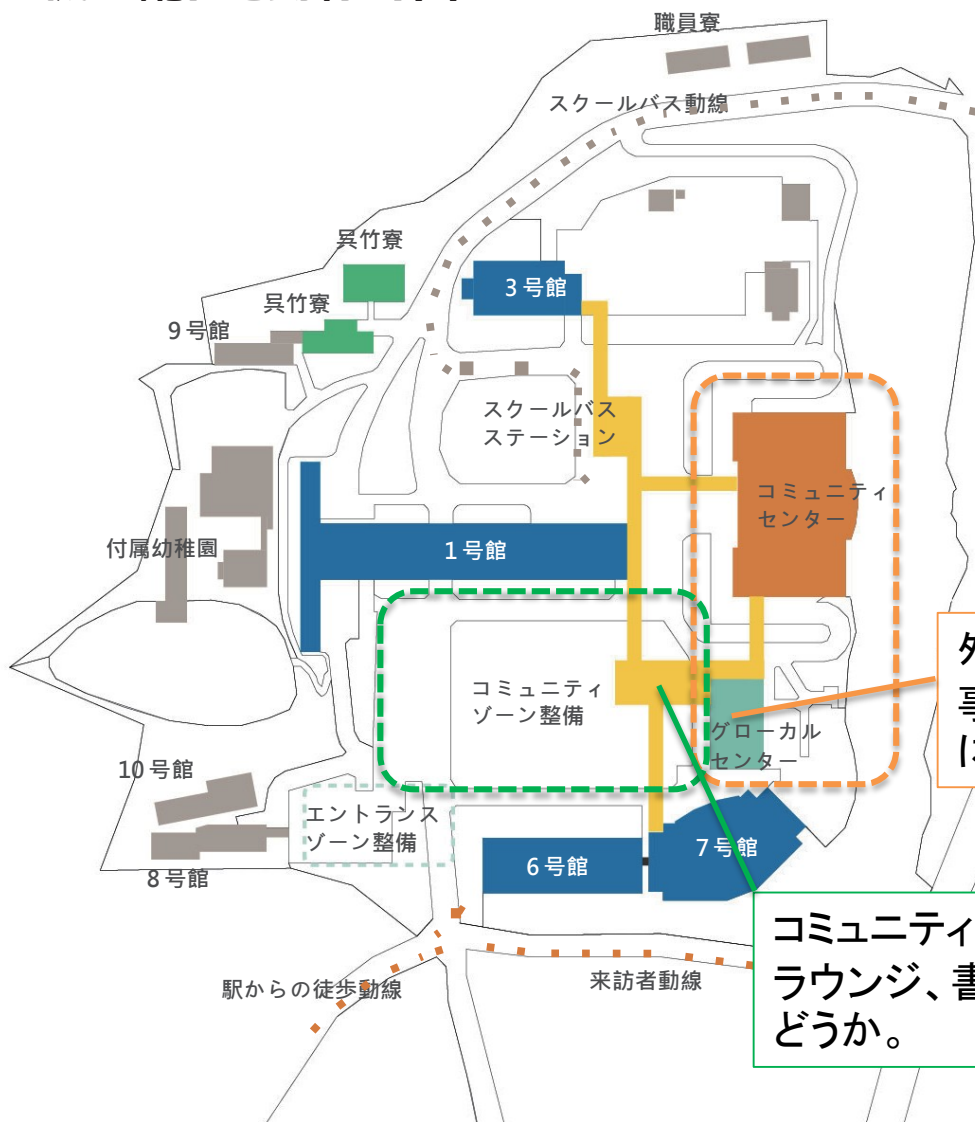 職員寮
スクールバス動線
呉竹寮
3号館
呉竹寮
9号館
スクールバス
ステーション
コミュニティ
センター
付属幼稚園
1号館
コミュニティ
ゾーン整備
グローカル
センター
10号館
エントランス
ゾーン整備
8号館
6号館
7号館
コミュニティ
ラウンジ、書
どうか。
駅からの徒歩動線
来訪者動線